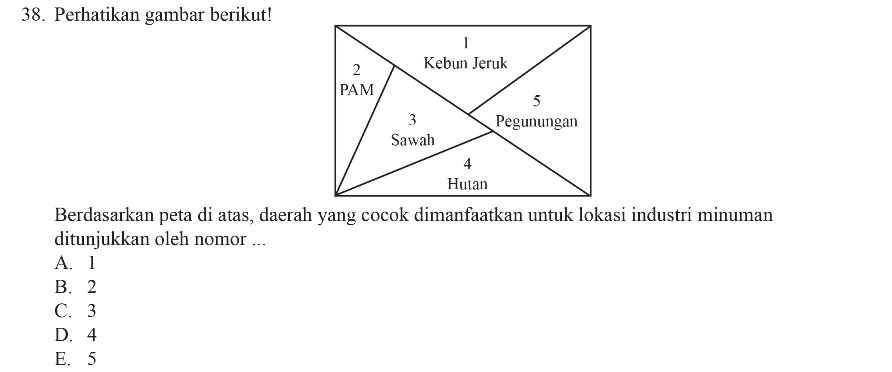 38. Perhatikan gambar berikut!
1
Kebun Jeruk
2
PAM
5
Pegunungan
3
Sawah
4
Hutan
Berdasarkan peta di atas, daerah yang cocok dimanfaatkan untuk lokasi industri minuman
ditunjukkan oleh nomor ...
A. 1
B. 2
C. 3
D. 4
E. 5